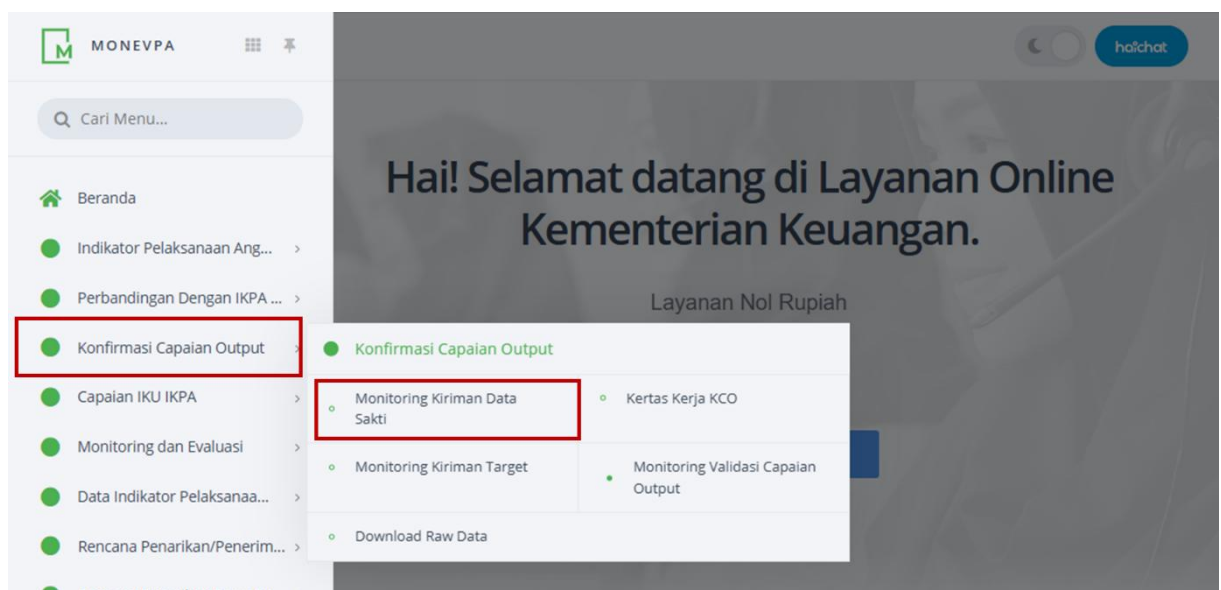 MONEVPA
haîchat
Cari Menu...
Hai! Selamat datang di Layanan Online
Kementerian Keuangan.
Layanan Nol Rupiah
Beranda
Indikator Pelaksanaan Ang...
Perbandingan Dengan IKPA ...
Konfirmasi Capaian Output
Capaian IKU IKPA
Monitoring dan Evaluasi
Data Indikator Pelaksanaa...
Rencana Penarikan/Penerim...
Konfirmasi Capaian Output
Monitoring Kiriman Data
Sakti
Kertas Kerja KCO
Monitoring Kiriman Target
Monitoring Validasi Capaian
Output
Download Raw Data